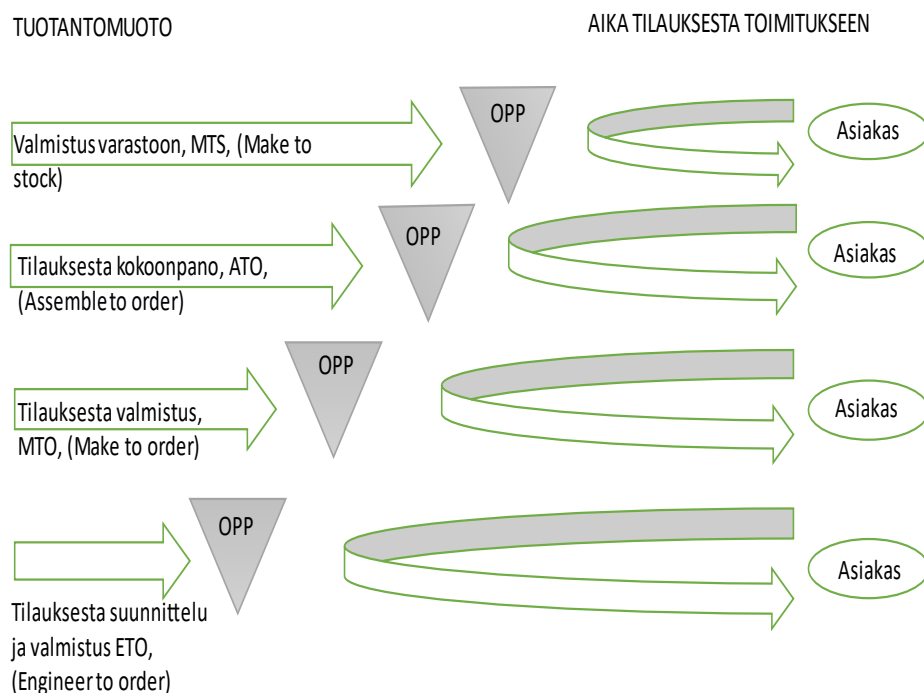 TUOTANTOMUOTO
AIKA TILAUKSESTA TOIMITUKSEEN
OPP
Asiakas
Valmistus varastoon, MTS, (Make to
stock)
OPP
Asiakas
Tilauksesta kokoonpano, ATO,
(Assemble to order)
OPP
Asiakas
Tilauksesta valmistus,
MTO, (Make to order)
OPP
Asiakas
Tilauksesta suunnittelu
ja valmistus ETO,
(Engineer to order)